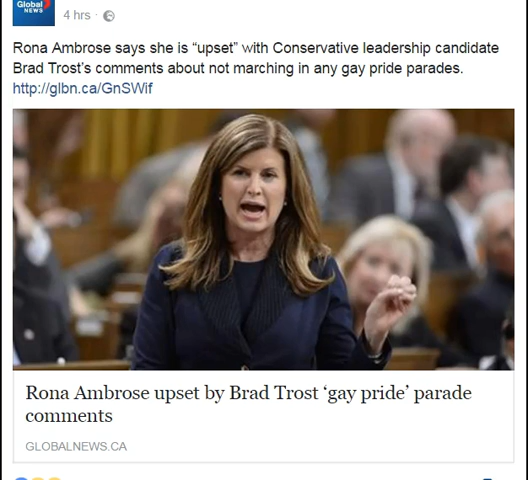 Global
NEWS
4 hrs ·
Rona Ambrose says she is “upset” with Conservative leadership candidate
Brad Trost’s comments about not marching in any gay pride parades.
http://glbn.ca/GnSWif
Rona Ambrose upset by Brad Trost ‘gay pride’ parade
comments
GLOBALNEWS.CA